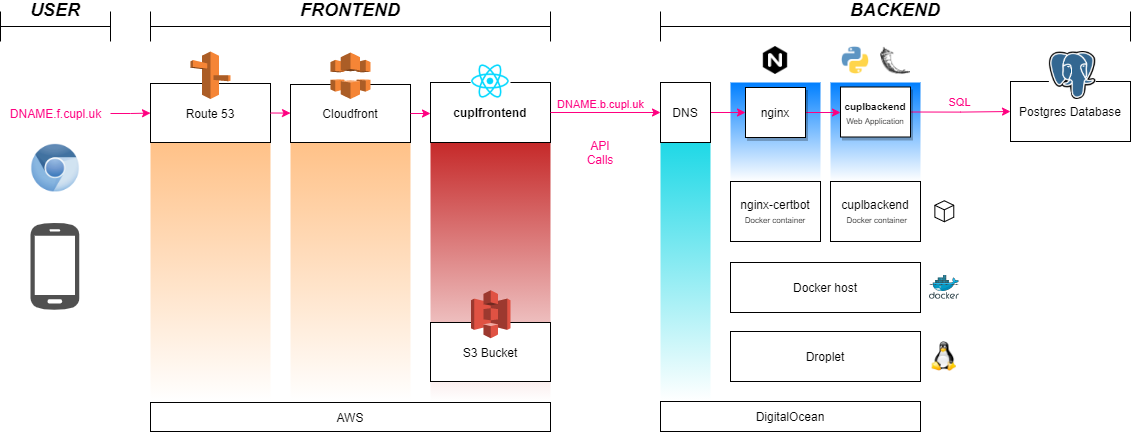 USER
FRONTEND
BACKEND
DNAME.f.cupl.uk
Route 53
Cloudfront
cuplfrontend
DNAME.b.cupl.uk
API
Calls
DNS
nginx
cuplbackend
Web Application
SQL
Postgres Database
nginx-certbot
Docker container
cuplbackend
Docker container
Docker host
docker
S3 Bucket
Droplet
AWS
DigitalOcean